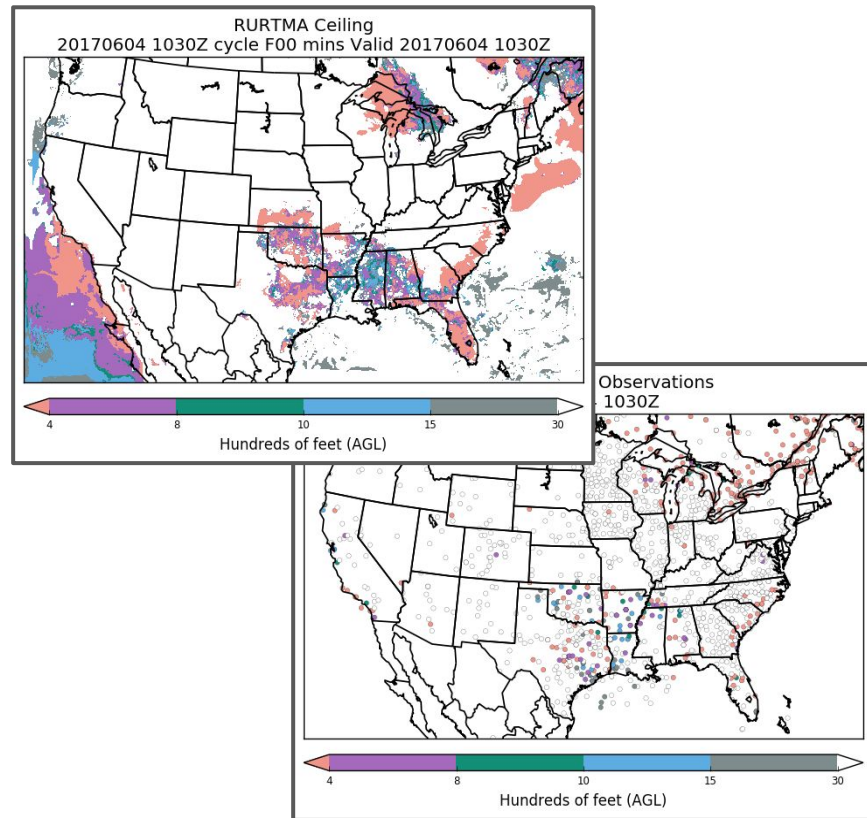 RURTMA Ceiling
20170604 1030Z cycle F00 mins Valid 20170604 1030Z
4 8 10 15 30
Hundreds of feet (AGL)
Observations
1030Z
4 8 10 15 30
Hundreds of feet (AGL)